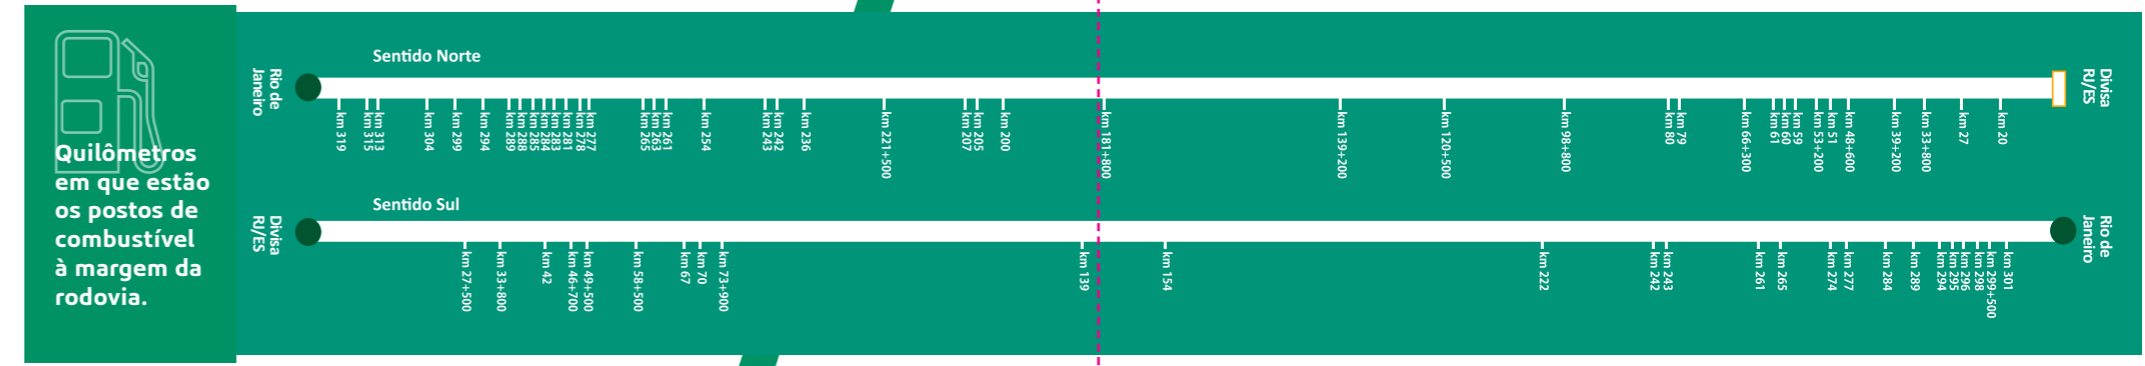 Quilômetros
em que estão
os postos de
combustível
à margem da
rodovia.
Sentido Norte
Rio de
Janeiro
km 319
km 315
km 313
km 304
km 299
km 294
km 289
km 288
km 285
km 284
km 283
km 281
km 278
km 277
km 265
km 263
km 261
km 254
km 243
km 242
km 236
km 221+500
km 207
km 205
km 200
km 181+800
km 139+200
km 120+500
km 98+800
km 80
km 79
km 66+300
km 61
km 60
km 59
km 53+200
km 51
km 48+600
km 39+200
km 33+800
km 27
km 20
Divisa
RJ/ES
Sentido Sul
Divisa
RJ/ES
km 27+500
km 33+800
km 42
km 46+700
km 49+500
km 58+500
km 67
km 70
km 73+900
km 139
km 154
km 222
km 242
km 243
km 261
km 265
km 274
km 277
km 284
km 289
km 294
km 295
km 296
km 298
km 299+500
km 301
Rio de
Janeiro